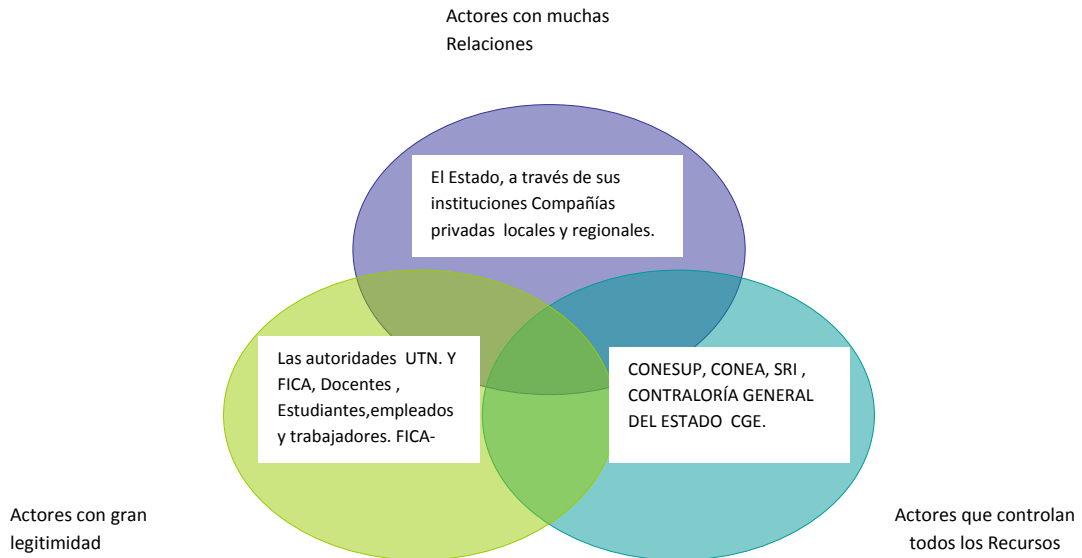 Actores con muchas
Relaciones
El Estado, a través de sus
instituciones Compañías
privadas locales y regionales.
Las autoridades UTN. Y
FICA, Docentes ,
Estudiantes,empleados
y trabajadores. FICA-
CONESUP, CONEA, SRI ,
CONTRALORÍA GENERAL
DEL ESTADO CGE.
Actores con gran
legitimidad
Actores que controlan
todos los Recursos